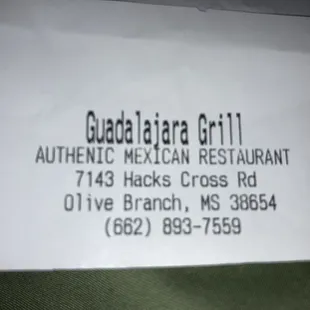 Guadalajara Grill
AUTHENIC MEXICAN RESTAURANT
7143 Hacks Cross Rd
Olive Branch, MS 38654
(662) 893-7559